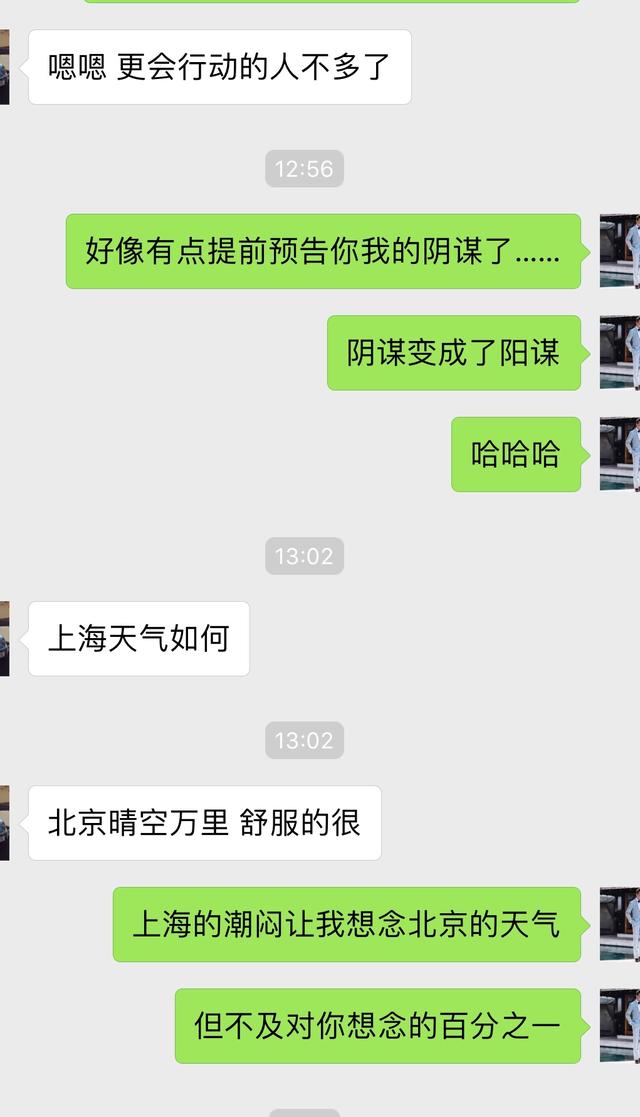 嗯嗯 更会行动的人不多了
12:56
好像有点提前预告你我的阴谋了……
阴谋变成了阳谋
哈哈哈
13:02
上海天气如何
13:02
北京晴空万里 舒服的很
上海的潮闷让我想念北京的天气
但不及对你想念的百分之一